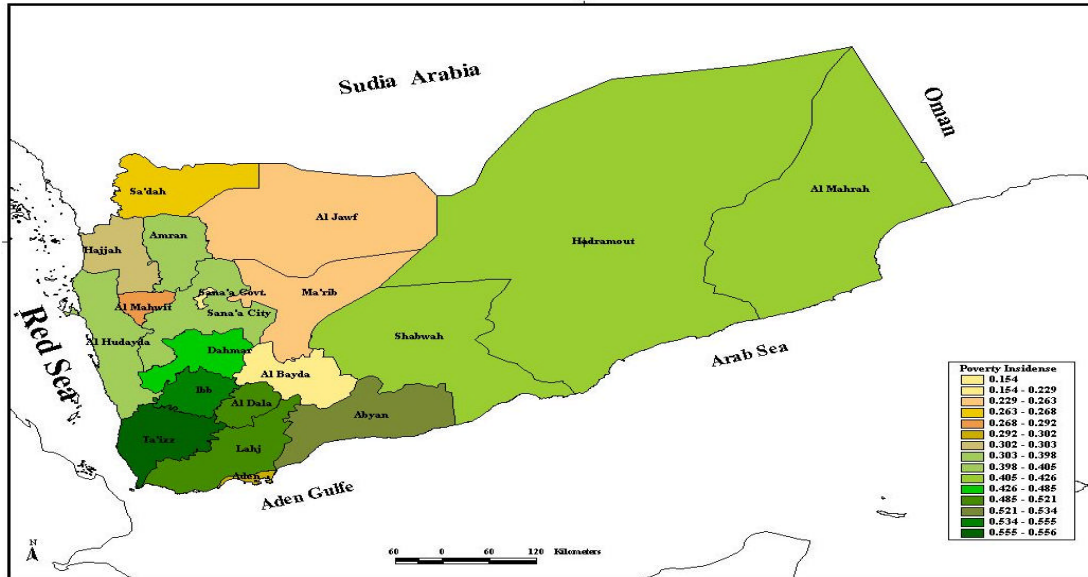 Sudia Arabia
Oman
Sa'dah
Al Jawf
Al Mahrah
Amran
Hajjah
Hadramout
Sana'a Govt.
Ma'rib
Al Mahwit
Sana'a City
Red Sea
Al Hudayda
Shabwah
Dahmar
Arab Sea
Al Bayda
Ibb
Al Dala
Abyan
Ta'izz
Lahj
Aden
Aden Gulfe
Poverty Insidense
0.154
0.154 - 0.229
0.229 - 0.263
0.263 - 0.268
0.268 - 0.292
0.292 - 0.302
0.302 - 0.303
0.303 - 0.398
0.398 - 0.405
0.405 - 0.426
0.426 - 0.485
0.485 - 0.521
0.521 - 0.534
0.534 - 0.555
0.555 - 0.556
N
60 0 60 120 Kilometers